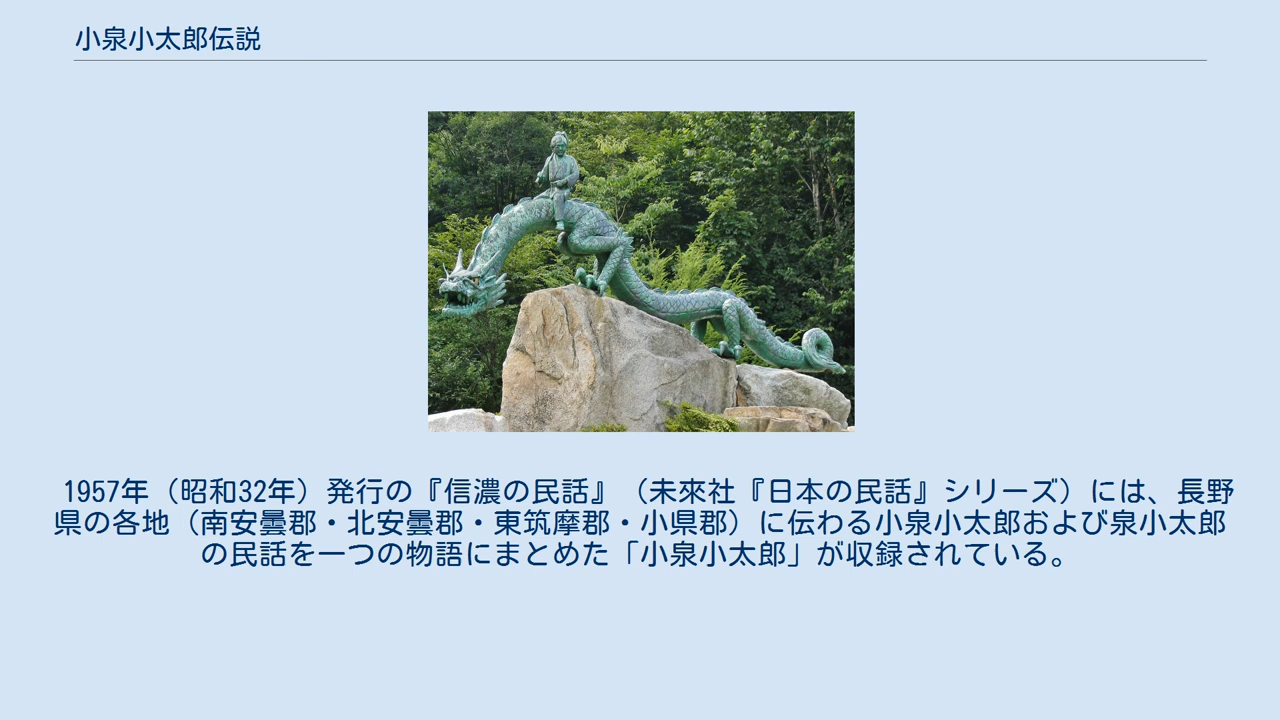 小泉小太郎伝説
1957年（昭和32年）発行の『信濃の民話』（未來社『日本の民話』シリーズ）には、長野
県の各地（南安曇郡・北安曇郡・東筑摩郡・小県郡）に伝わる小泉小太郎および泉小太郎
の民話を一つの物語にまとめた「小泉小太郎」が収録されている。